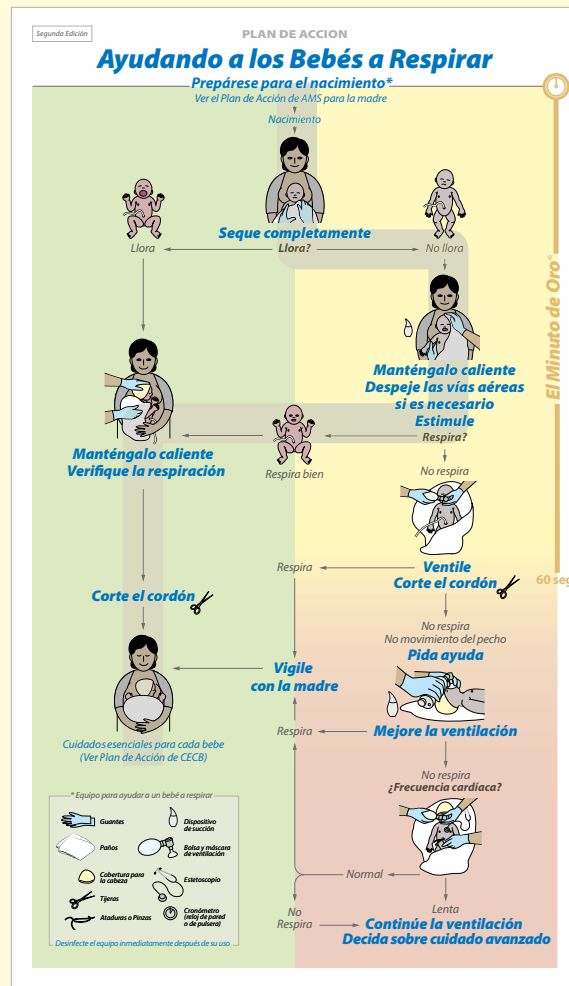 Segunda Edición
PLAN DE ACCION
Ayudando a los Bebés a Respirar
Prepárese para el nacimiento*
Ver el Plan de Acción de AMS para la madre
Nacimiento
Seque completamente
Llora
Llora?
No llora
El Minuto de Oro®
Manténgalo caliente
Despeje las vías aéreas
si es necesario
Estimule
Respira?
Manténgalo caliente
Verifique la respiración
Respira bien
No respira
Respira
Ventile
Corte el cordón
60 seg
Corte el cordón
No respira
No movimiento del pecho
Pida ayuda
Vigile
con la madre
Respira
Mejore la ventilación
Cuidados esenciales para cada bebe
(Ver Plan de Acción de CECB)
No respira
¿Frecuencia cardíaca?
Normal
Lenta
No
Respira
Continúe la ventilación
Decida sobre cuidado avanzado
* Equipo para ayudar a un bebé a respirar
Guantes
Dispositivo
de succión
Paños
Bolsa y máscara
de ventilación
Cobertura para
la cabeza
Estetoscopio
Tijeras
Ataduras o Pinzas
Cronómetro
(reloj de pared
o de pulsera)
Desinfecte el equipo inmediatamente después de su uso